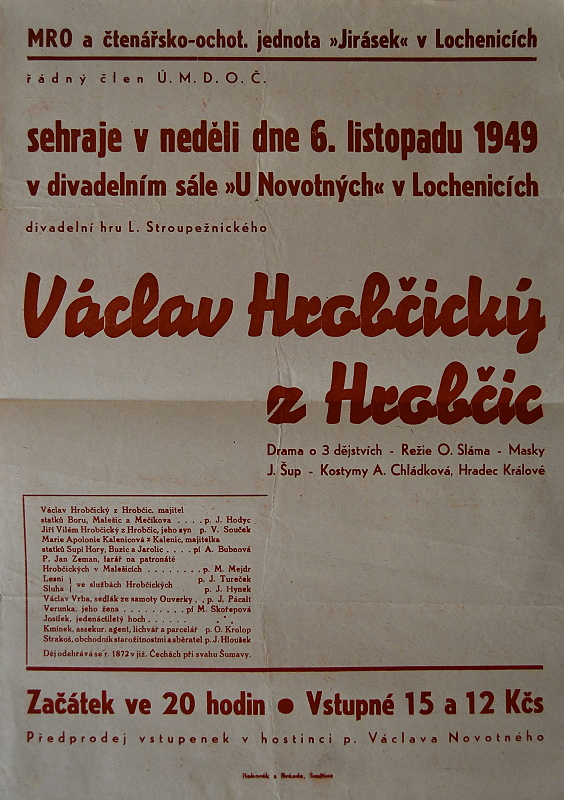 MRO a čtenářsko-ochot. jednota »Jirásek« v Lochenicích
řádný člen Ú. M. D. O. Č.
sehraje v neděli dne 6. listopadu 1949
v divadelním sále »U Novotných« v Lochenicích
divadelní hru L. Stroupežnického
Václav Hrobčický
z Hrobčic
Drama o 3 dějstvích - Režie O. Sláma - Masky
J. Šup - Kostymy A. Chládková, Hradec Králové
Václav Hrobčický z Hrobčic, majitel
statků Boru, Malešic a Mečíkova . . . . p. J. Hodyc
Jiří Vilém Hrobčický z Hrobčic, jeho syn p. V. Souček
Marie Apolonie Kalenicová z Kalenic, majitelka
statků Supí Hory, Buzic a Jarolic . . . . pí A. Bubnová
P. Jan Zeman, farář na patronátě
Hrobčických v Malešicích . . . . . . . . p. M. Mejdr
Lesní } ve službách Hrobčických p. J. Tureček
Sluha p. J. Hynek
Václav Vrba, sedlák ze samoty Ouverky . . p. J. Pácalt
Verunka, jeho žena . . . . . . . . . pí M. Skořepová
Josífek, jedenáctiletý hoch . . . . . . . . .
Kmínek, assekur. agent, lichvář a parcelář p. O. Krolop
Strakoš, obchodník starožitnostmi a sběratel p. J. Hloušek
Děj odehrává se r. 1872 v již. Čechách při svahu Šumavy.
Začátek ve 20 hodin ● Vstupné 15 a 12 Kčs
Předprodej vstupenek v hostinci p. Václava Novotného
Smiřice